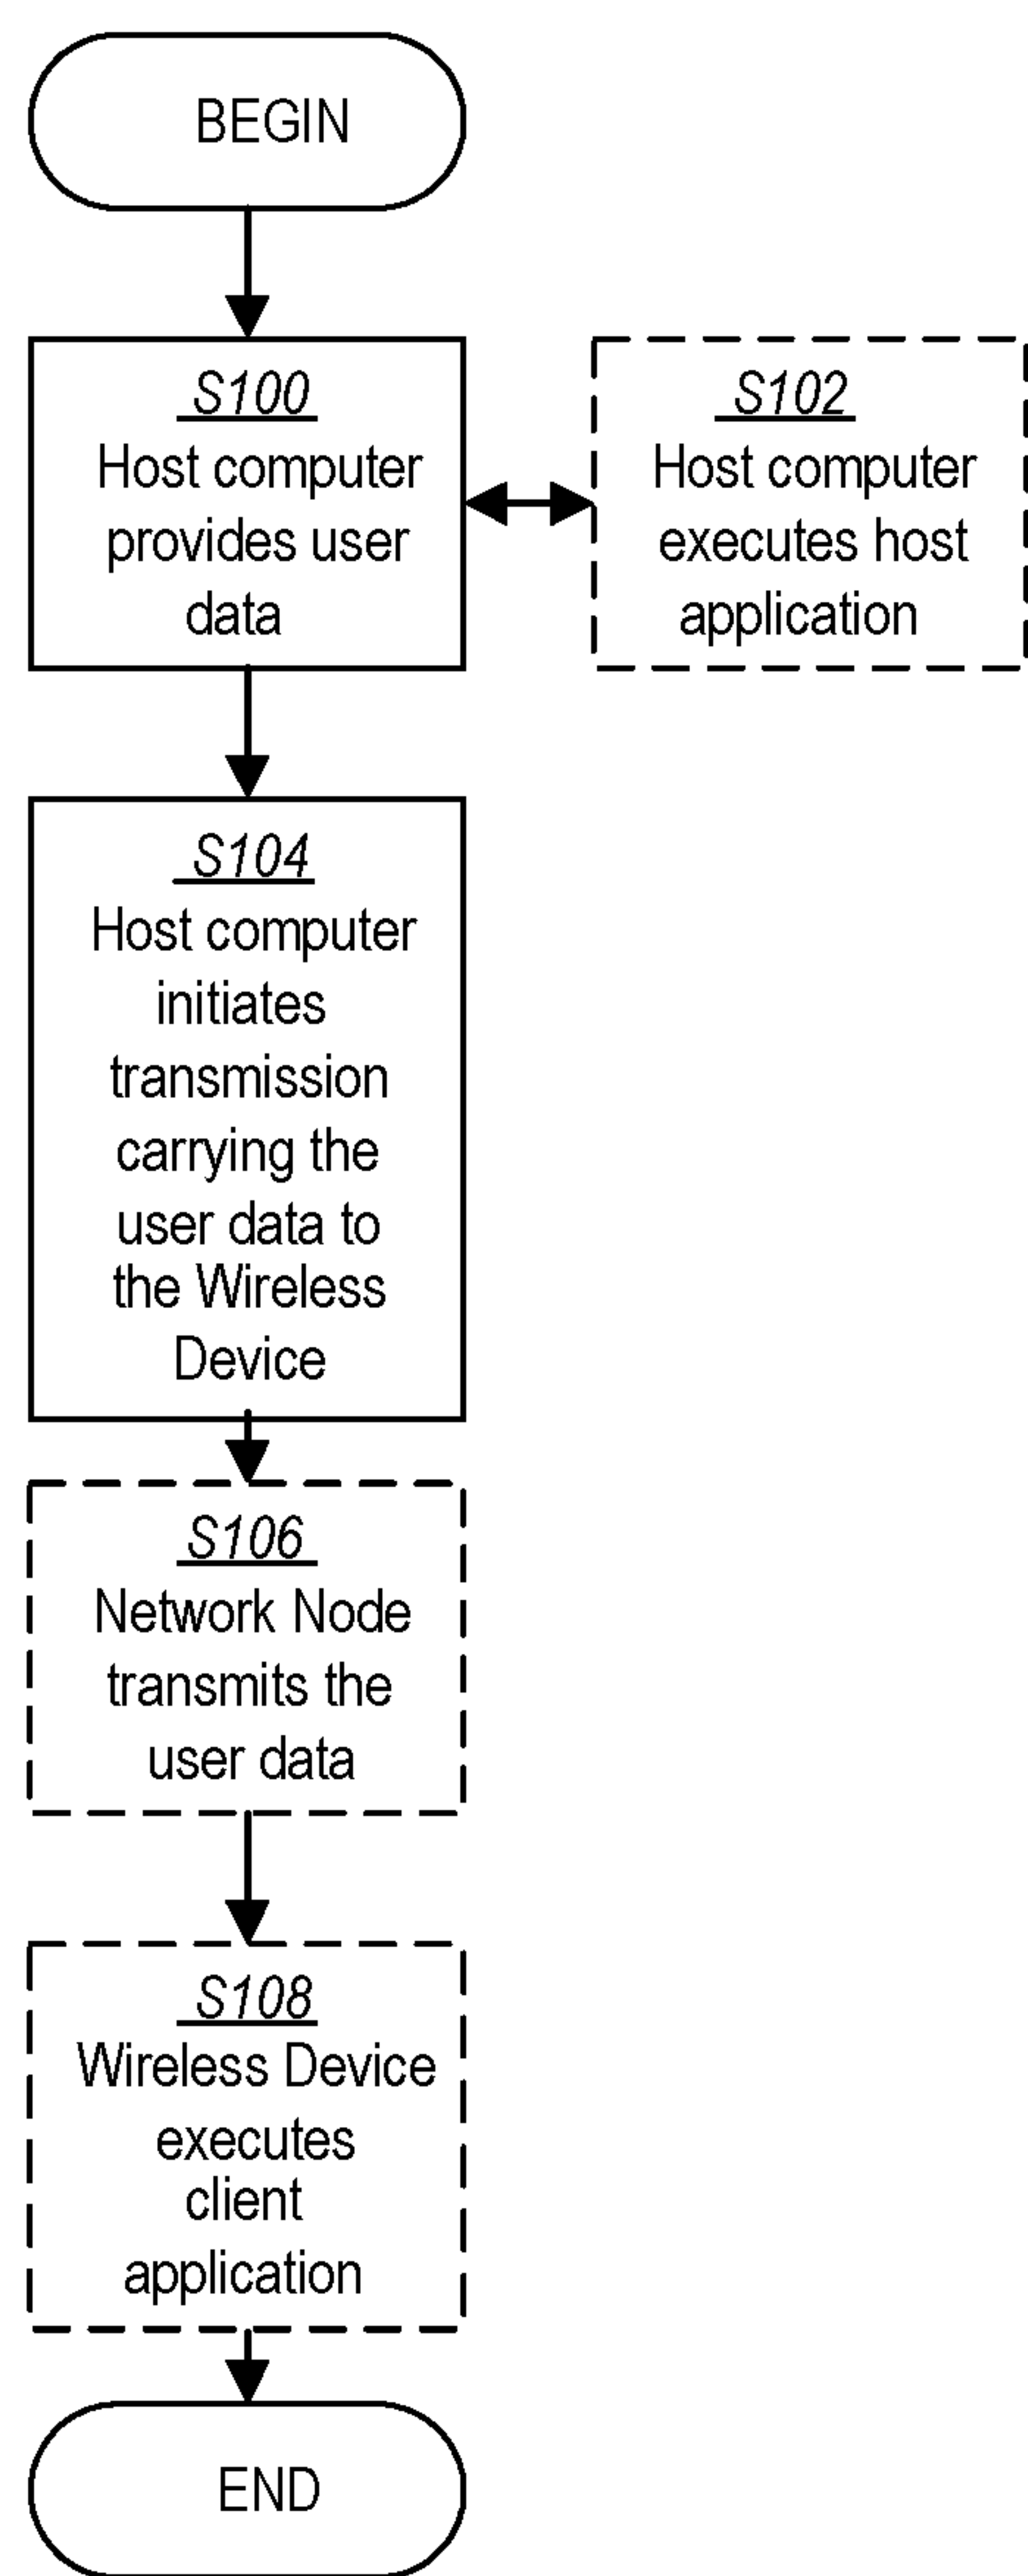 BEGIN
S100
Host computer
provides user
data
S102
Host computer
executes host
application
S104
Host computer
initiates
transmission
carrying the
user data to
the Wireless
Device
S106
Network Node
transmits the
user data
S108
Wireless Device
executes
client
application
END